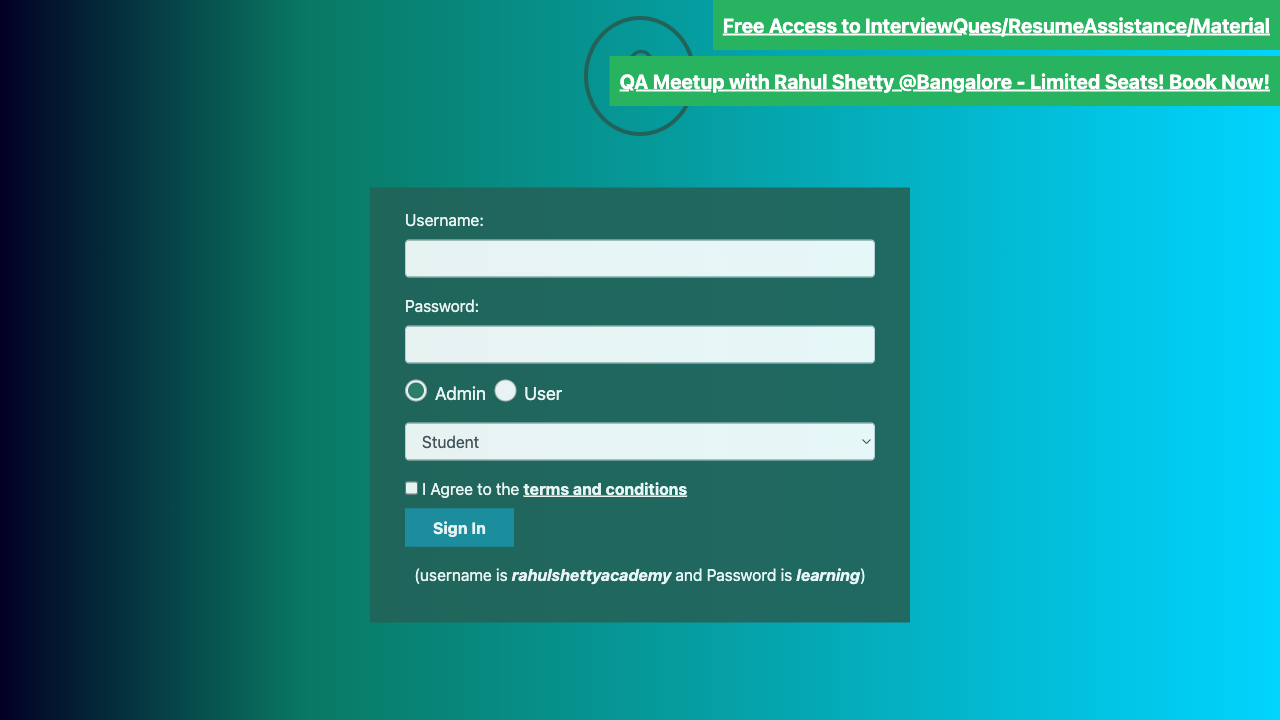 Free Access to InterviewQues/ResumeAssistance/Material
QA Meetup with Rahul Shetty @Bangalore - Limited Seats! Book Now!
Username:
Password:
Admin User
Student
I Agree to the terms and conditions
Sign In
(username is rahulshettyacademy and Password is learning)